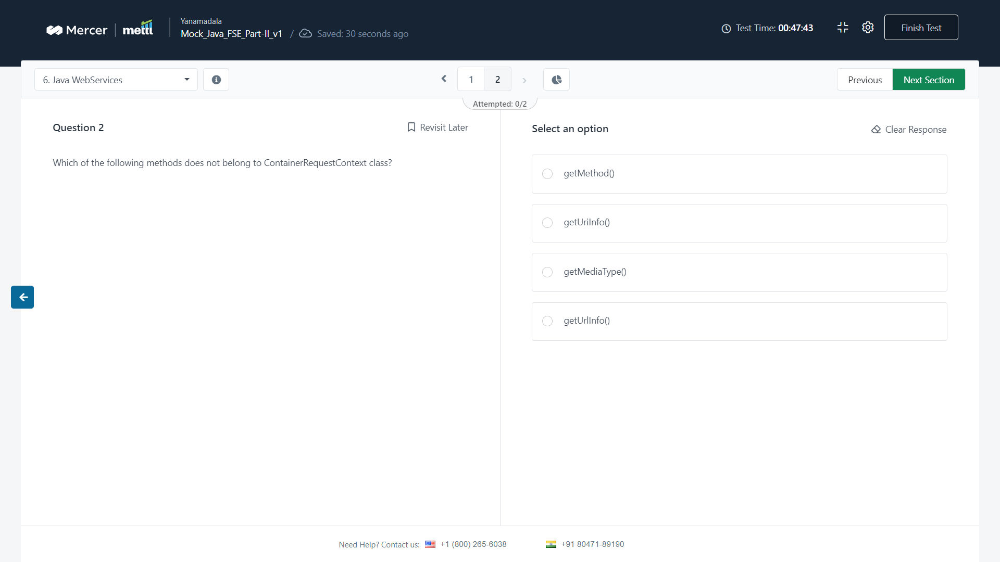 Mercer
mettl
Yanamadala
Mock_Java_FSE_Part-II_v1 / Saved: 30 seconds ago
Test Time: 00:47:43
Finish Test
6. Java WebServices
1
2
Previous
Next Section
Attempted: 0/2
Question 2
Revisit Later
Which of the following methods does not belong to ContainerRequestContext class?
Select an option
Clear Response
getMethod()
getUriInfo()
getMediaType()
getUrlInfo()
Need Help? Contact us: +1 (800) 265-6038
+91 80471-89190